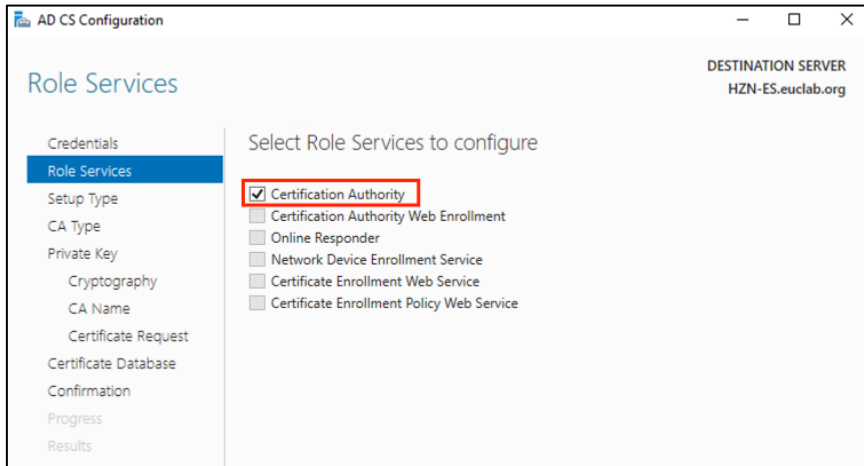 AD CS Configuration
DESTINATION SERVER
HZN-ES.euclab.org
Role Services
Credentials
Role Services
Setup Type
CA Type
Private Key
Cryptography
CA Name
Certificate Request
Certificate Database
Confirmation
Progress
Results
Select Role Services to configure
Certification Authority
Certification Authority Web Enrollment
Online Responder
Network Device Enrollment Service
Certificate Enrollment Web Service
Certificate Enrollment Policy Web Service